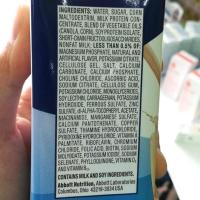 INGREDIENTS: WATER, SUGAR, CORN
MALTODEXTRIN, MILK PROTEIN CON-
CENTRATE, BLEND OF VEGETABLE OILS
(CANOLA, CORN), SOY PROTEIN ISOLATE,
SHORT-CHAIN FRUCTOOLIGOSACCHARIDES,
NONFAT MILK; LESS THAN 0.5% OF:
MAGNESIUM PHOSPHATE, NATURAL AND
ARTIFICIAL FLAVOR, POTASSIUM CITRATE,
CELLULOSE GEL, SALT, CALCIUM
CARBONATE, CALCIUM PHOSPHATE,
CHOLINE CHLORIDE, ASCORBIC ACID,
SODIUM CITRATE, CELLULOSE GUM,
POTASSIUM CHLORIDE, MONOGLYCERIDES,
SOY LECITHIN, CARRAGEENAN, POTASSIUM
HYDROXIDE, FERROUS SULFATE, ZINC
SULFATE, dl-ALPHA-TOCOPHERYL ACETATE,
NIACINAMIDE, MANGANESE SULFATE,
CALCIUM PANTOTHENATE, COPPER
SULFATE, THIAMINE HYDROCHLORIDE,
PYRIDOXINE HYDROCHLORIDE, VITAMIN A
PALMITATE, RIBOFLAVIN, CHROMIUM
CHLORIDE, FOLIC ACID, BIOTIN, SODIUM
MOLYBDATE, POTASSIUM IODIDE, SODIUM
SELENATE, PHYLLOQUINONE, VITAMIN D3,
AND VITAMIN B12.
CONTAINS MILK AND SOY INGREDIENTS.
Abbott Nutrition, Abbott Laboratories
Columbus, Ohio 43219-3034 USA